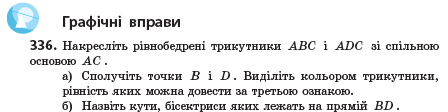 Графічні вправи
336. Накресліть рівнобедрені трикутники ABC і ADC зі спільною
основою AC.
а) Сполучіть точки B і D. Виділіть кольором трикутники,
рівність яких можна довести за третьою ознакою.
б) Назвіть кути, бісектриси яких лежать на прямій BD.